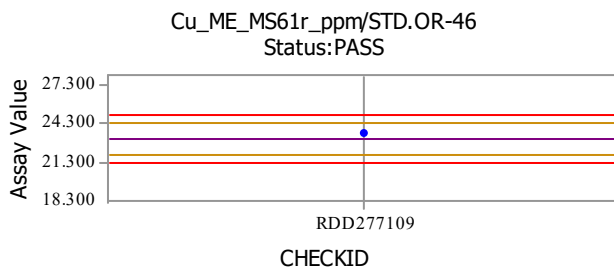 Cu_ME_MS61r_ppm/STD.OR-46
Status:PASS
27.300
24.300
21.300
18.300
Assay Value
RDD277109
CHECKID